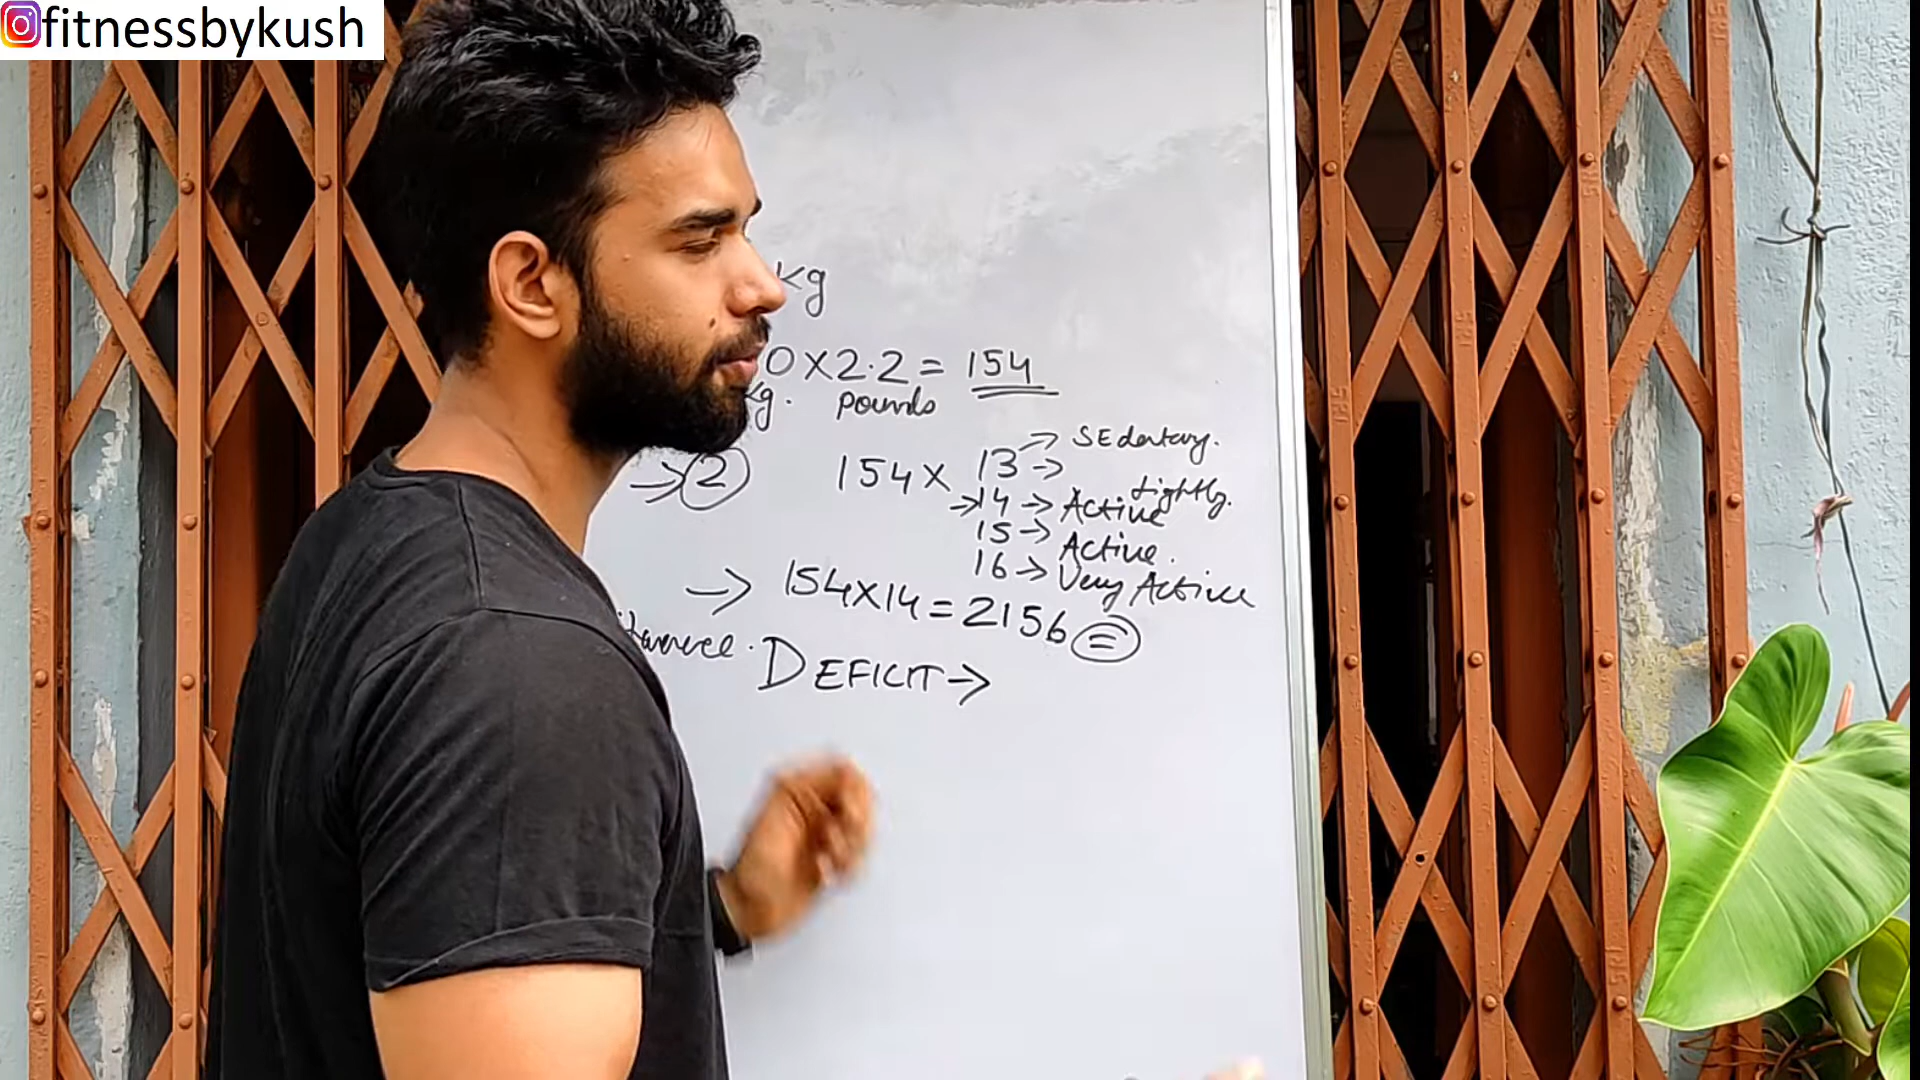 fitnessbykush
kg
0 X 2.2 = 154
kg. pounds
→ SEdentary.
→ 2 154 X 13 →
Lightly.
→ 14 → Active
15 → Active.
16 → Very Active
→ 154 X 14 = 2156 =
DEFICIT →